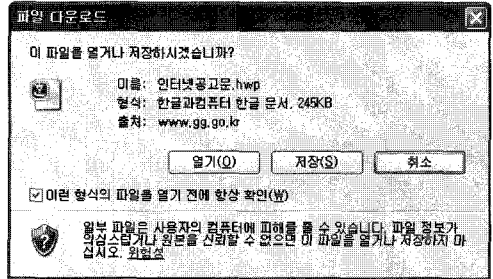 파일 다운로드
이 파일을 열거나 저장하시겠습니까?
이름: 인터넷공고문.hwp
형식: 한글과컴퓨터 한글 문서, 245KB
출처: www.gg.go.kr
열기(O) 저장(S) 취소
이런 형식의 파일을 열기 전에 항상 확인(W)
일부 파일은 사용자의 컴퓨터에 피해를 줄 수 있습니다. 파일 정보가
의심스럽거나 원본을 신뢰할 수 없으면 이 파일을 열거나 저장하지 마
십시오. 위험성